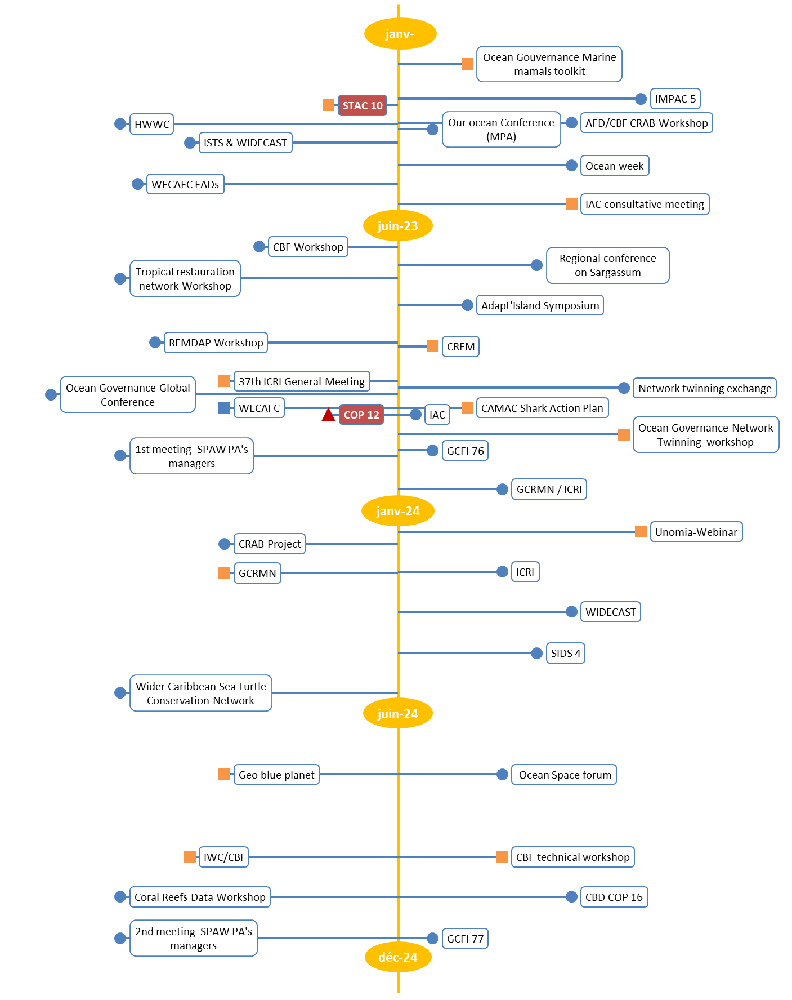 janv-
Ocean Gouvernance Marine
mamals toolkit
IMPAC 5
STAC 10
HWWC
Our ocean Conference
(MPA)
AFD/CBF CRAB Workshop
ISTS & WIDECAST
Ocean week
WECAFC FADs
IAC consultative meeting
juin-23
CBF Workshop
Regional conference
on Sargassum
Tropical restauration
network Workshop
Adapt'Island Symposium
REMDAP Workshop
CRFM
37th ICRI General Meeting
Ocean Governance Global
Conference
Network twinning exchange
WECAFC
CAMAC Shark Action Plan
COP 12
IAC
Ocean Governance Network
Twinning workshop
1st meeting SPAW PA's
managers
GCFI 76
GCRMN / ICRI
janv-24
Unomia-Webinar
CRAB Project
GCRMN
ICRI
WIDECAST
SIDS 4
Wider Caribbean Sea Turtle
Conservation Network
juin-24
Geo blue planet
Ocean Space forum
IWC/CBI
CBF technical workshop
Coral Reefs Data Workshop
CBD COP 16
2nd meeting SPAW PA's
managers
GCFI 77
déc-24